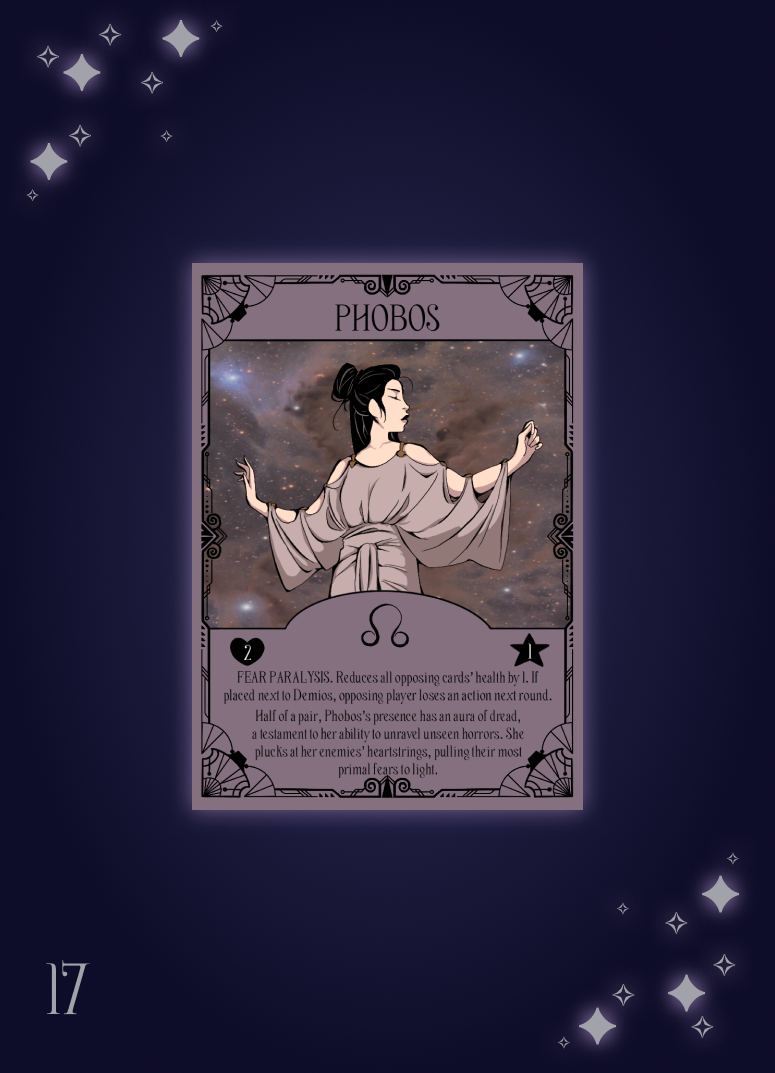 PHOBOS
2
1
FEAR PARALYSIS. Reduces all opposing cards' health by 1. If
placed next to Demios, opposing player loses an action next round.
Half of a pair, Phobos's presence has an aura of dread,
a testament to her ability to unravel unseen horrors. She
plucks at her enemies' heartstrings, pulling their most
primal fears to light.
17